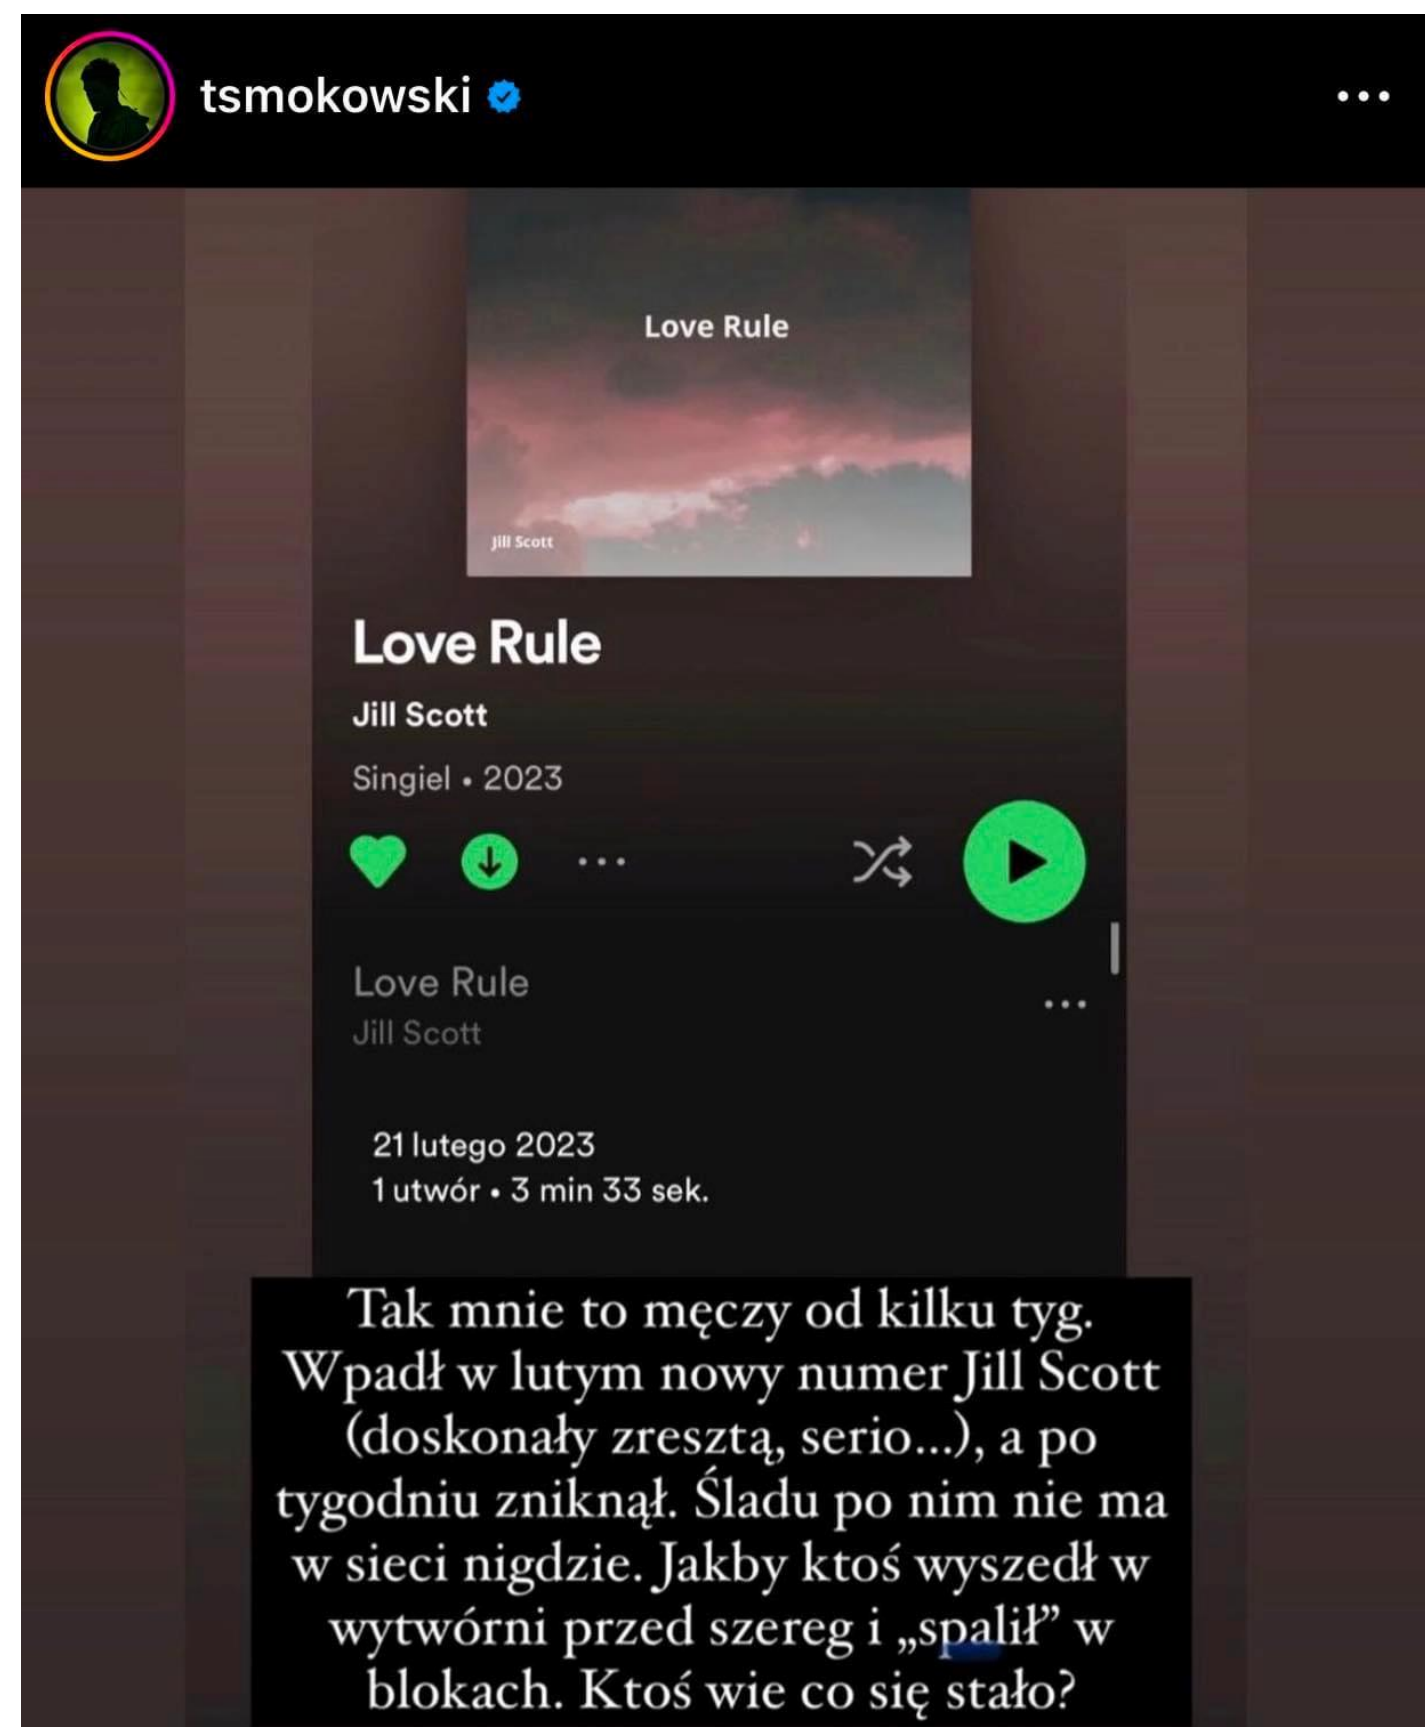 tsmokowski
Love Rule
Jill Scott
Love Rule
Jill Scott
Singiel • 2023
Love Rule
Jill Scott
21 lutego 2023
1 utwór • 3 min 33 sek.
Tak mnie to męczy od kilku tyg.
Wpadł w lutym nowy numer Jill Scott
(doskonały zresztą, serio...), a po
tygodniu zniknął. Śladu po nim nie ma
w sieci nigdzie. Jakby ktoś wyszedł w
wytwórni przed szereg i „spalił” w
blokach. Ktoś wie co się stało?